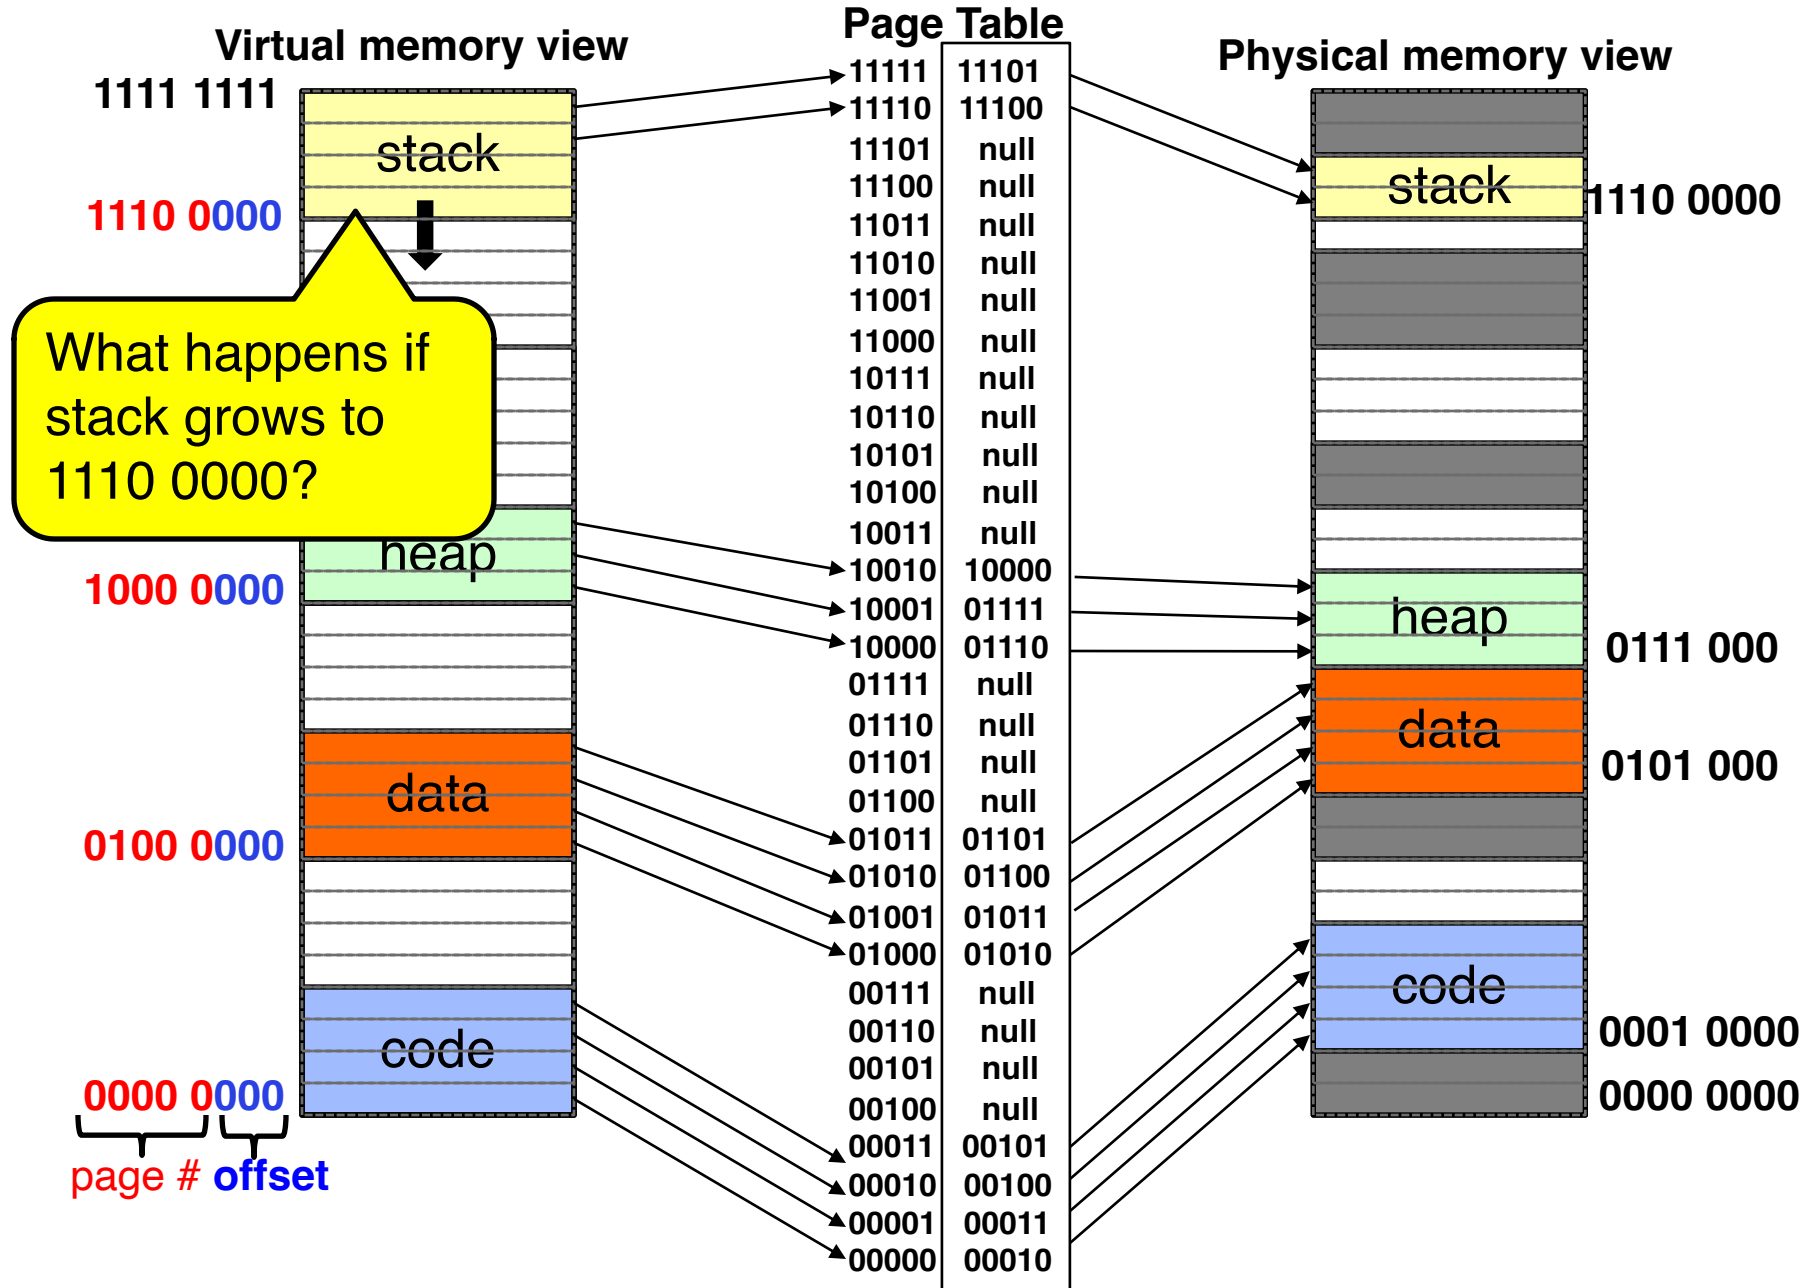 Page Table
Virtual memory view
Physical memory view
1111 1111
stack
1110 0000
What happens if
stack grows to
1110 0000?
heap
1000 0000
data
0100 0000
code
0000 0000
page # offset
11111 11101
11110 11100
11101 null
11100 null
11011 null
11010 null
11001 null
11000 null
10111 null
10110 null
10101 null
10100 null
10011 null
10010 10000
10001 01111
10000 01110
01111 null
01110 null
01101 null
01100 null
01011 01101
01010 01100
01001 01011
01000 01010
00111 null
00110 null
00101 null
00100 null
00011 00101
00010 00100
00001 00011
00000 00010
stack
1110 0000
heap
0111 000
data
0101 000
code
0001 0000
0000 0000